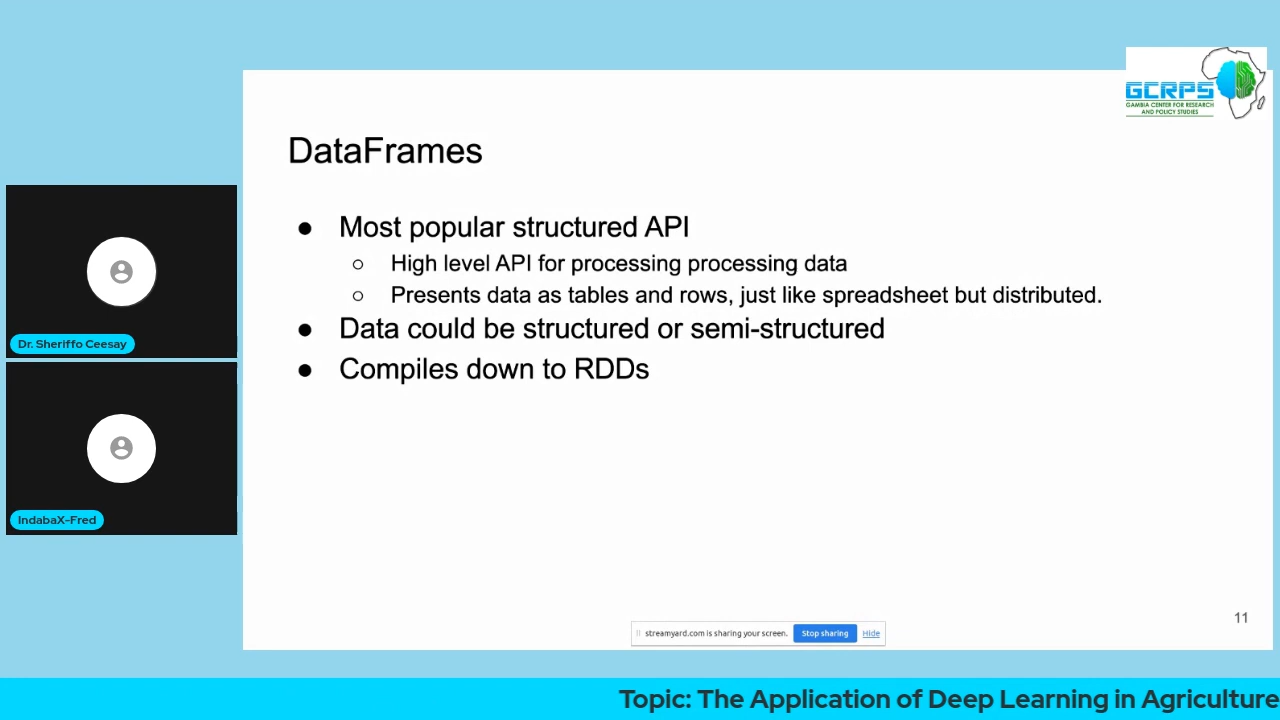 GCRPS
GAMBIA CENTER FOR RESEARCH
AND POLICY STUDIES
DataFrames
● Most popular structured API
○ High level API for processing processing data
○ Presents data as tables and rows, just like spreadsheet but distributed.
● Data could be structured or semi-structured
● Compiles down to RDDs
Dr. Sheriffo Ceesay
IndabaX-Fred
11
streamyard.com is sharing your screen. Stop sharing Hide
Topic: The Application of Deep Learning in Agriculture